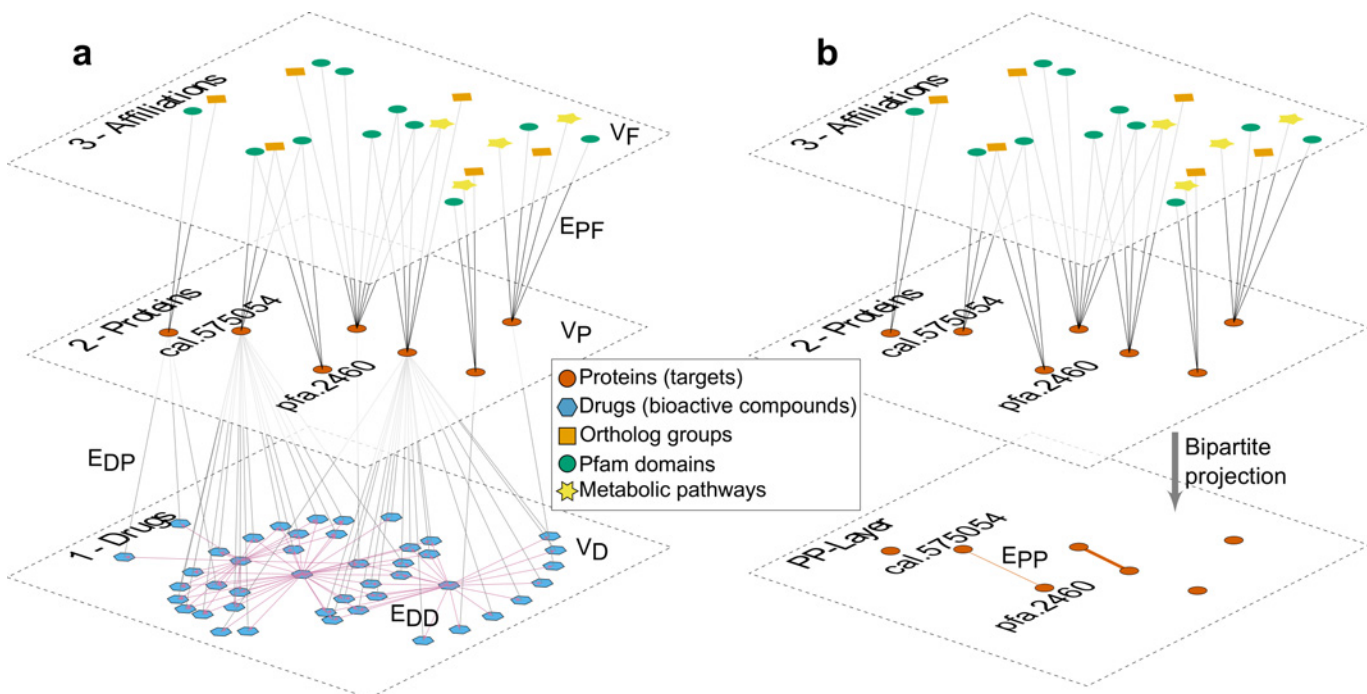 a
3 - Affiliations
VF
EPF
2 - Proteins
cal.575054
pfa.2460
VP
EDP
1 - Drugs
VD
EDD
Proteins (targets)
Drugs (bioactive compounds)
Ortholog groups
Pfam domains
Metabolic pathways
b
3 - Affiliations
2 - Proteins
cal.575054
pfa.2460
Bipartite
projection
PP-Layer
cal.575054
EPP
pfa.2460